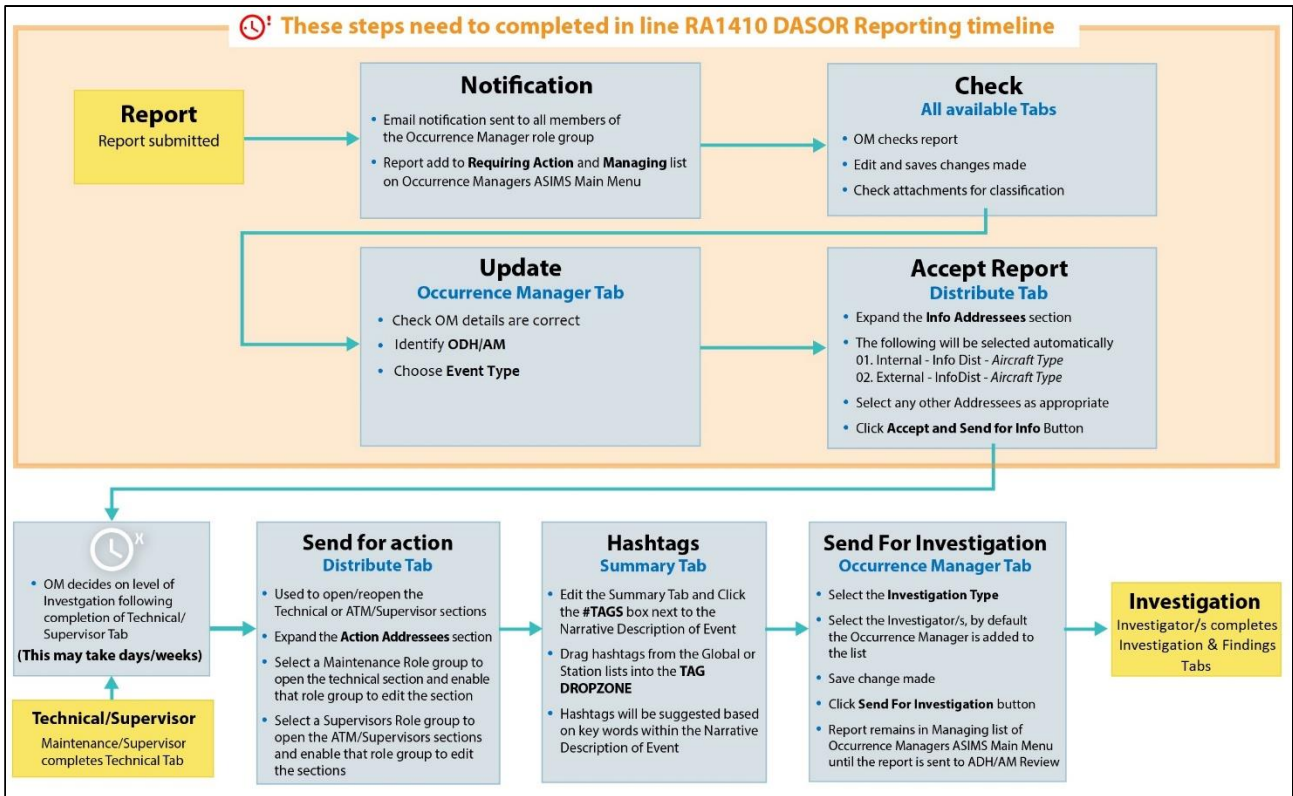 These steps need to completed in line RA1410 DASOR Reporting timeline
Report
Report submitted
Notification
• Email notification sent to all members of
the Occurrence Manager role group
• Report add to Requiring Action and Managing list
on Occurrence Managers ASIMS Main Menu
Check
All available Tabs
• OM checks report
• Edit and saves changes made
• Check attachments for classification
Update
Occurrence Manager Tab
• Check OM details are correct
• Identify ODH/AM
• Choose Event Type
Accept Report
Distribute Tab
• Expand the Info Addressees section
• The following will be selected automatically
01. Internal - Info Dist - Aircraft Type
02. External - InfoDist - Aircraft Type
• Select any other Addressees as appropriate
• Click Accept and Send for Info Button
• OM decides on level of
Investgation following
completion of Technical/
Supervisor Tab
(This may take days/weeks)
Technical/Supervisor
Maintenance/Supervisor
completes Technical Tab
Send for action
Distribute Tab
• Used to open/reopen the
Technical or ATM/Supervisor sections
• Expand the Action Addressees section
• Select a Maintenance Role group to
open the technical section and enable
that role group to edit the section
• Select a Supervisors Role group to
open the ATM/Supervisors sections
and enable that role group to edit
the sections
Hashtags
Summary Tab
• Edit the Summary Tab and Click
the #TAGS box next to the
Narrative Description of Event
• Drag hashtags from the Global or
Station lists into the TAG
DROPZONE
• Hashtags will be suggested based
on key words within the Narrative
Description of Event
Send For Investigation
Occurrence Manager Tab
• Select the Investigation Type
• Select the Investigator/s, by default
the Occurrence Manager is added to
the list
• Save change made
• Click Send For Investigation button
• Report remains in Managing list of
Occurrence Managers ASIMS Main Menu
until the report is sent to ADH/AM Review
Investigation
Investigator/s completes
Investigation & Findings
Tabs